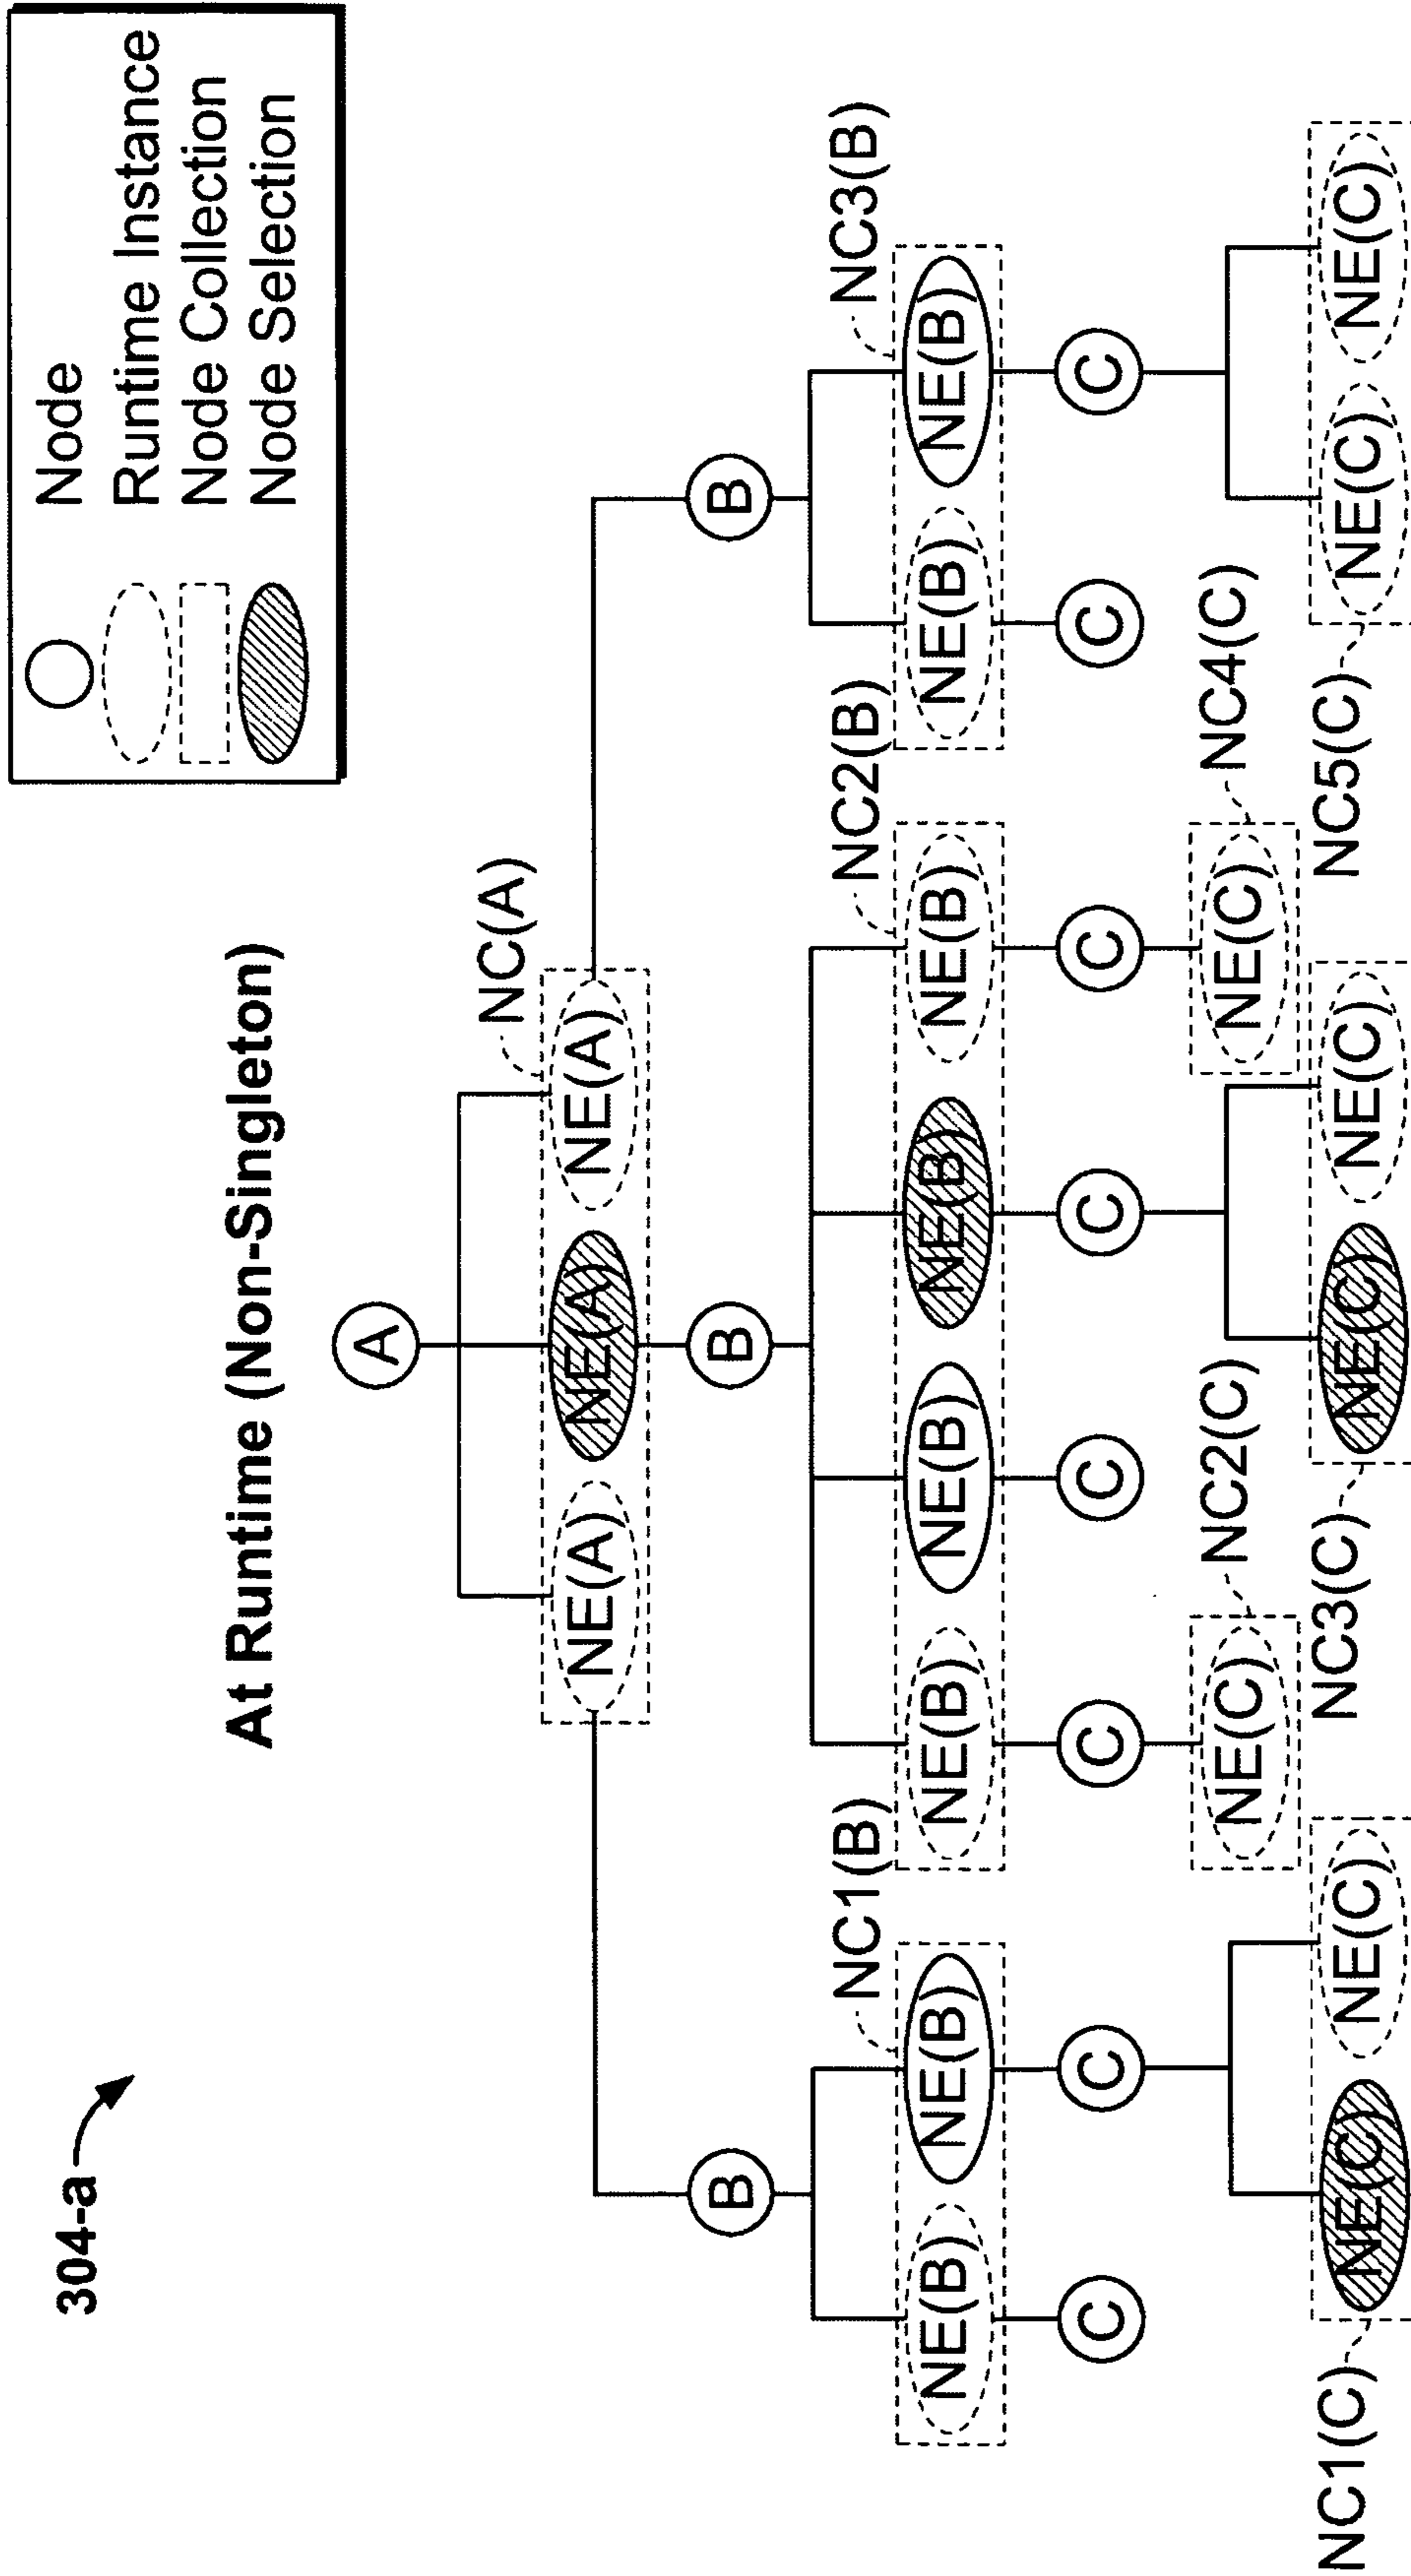 304-a
At Runtime (Non-Singleton)
Node
Runtime Instance
Node Collection
Node Selection
A
NC(A)
NE(A) NE(A) NE(A)
B B B
NC1(B) NC2(B) NC3(B)
NE(B) NE(B) NE(B) NE(B) NE(B) NE(B) NE(B) NE(B)
C C C C C C C C
NC2(C) NC4(C)
NE(C) NE(C)
NC1(C) NC3(C) NC5(C)
NE(C) NE(C) NE(C) NE(C) NE(C) NE(C)